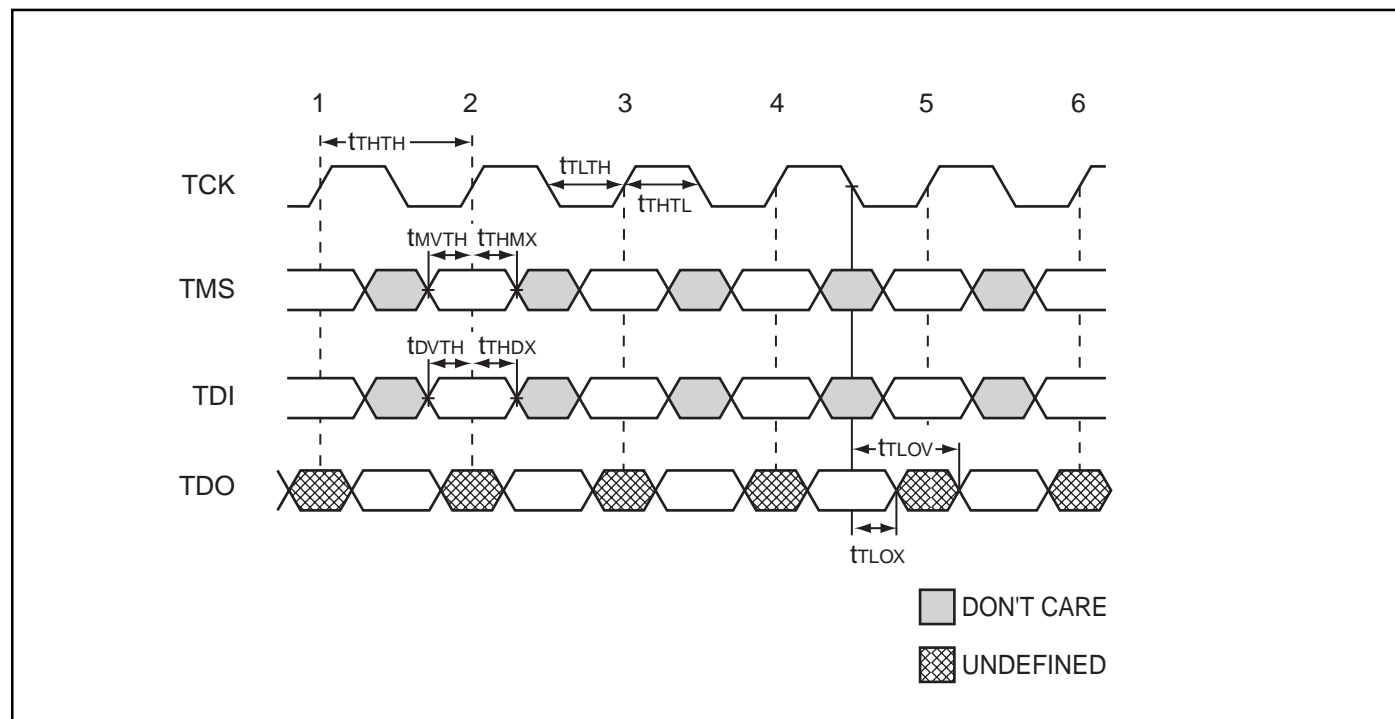 1 2 3 4 5 6
tTHTH
tTLTH
TCK
tTHTL
tMVTH tTHMX
TMS
tDVTH tTHDX
TDI
tTLOV
TDO
tTLOX
DON'T CARE
UNDEFINED